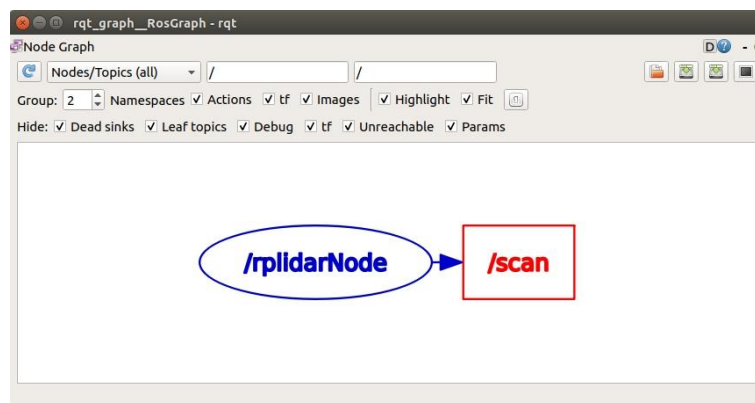 rqt_graph__RosGraph - rqt
Node Graph
D
Nodes/Topics (all) / /
Group: 2 Namespaces Actions tf Images Highlight Fit
Hide: Dead sinks Leaf topics Debug tf Unreachable Params
/rplidarNode /scan